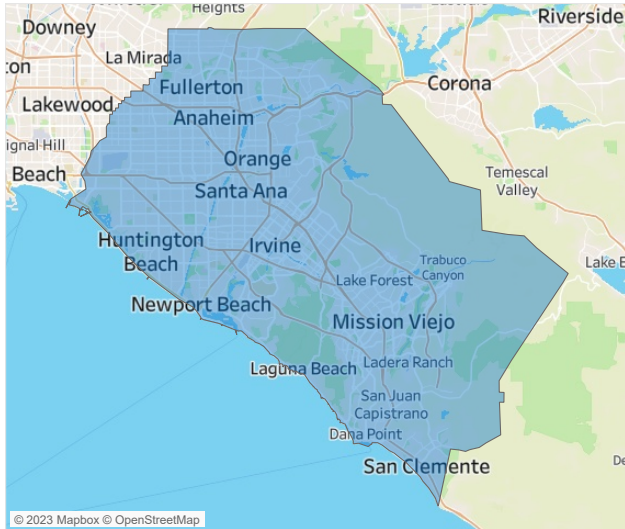 Heights
Downey
Riverside
La Mirada
ton
Corona
Fullerton
Lakewood
Anaheim
ignal Hill
Orange
Beach
Temescal
Valley
Santa Ana
Huntington
Beach
Irvine
Trabuco
Canyon
Lake E
Lake Forest
Newport Beach
Mission Viejo
Laguna Beach
Ladera Ranch
San Juan
Capistrano
Dana Point
San Clemente
De
© 2023 Mapbox © OpenStreetMap